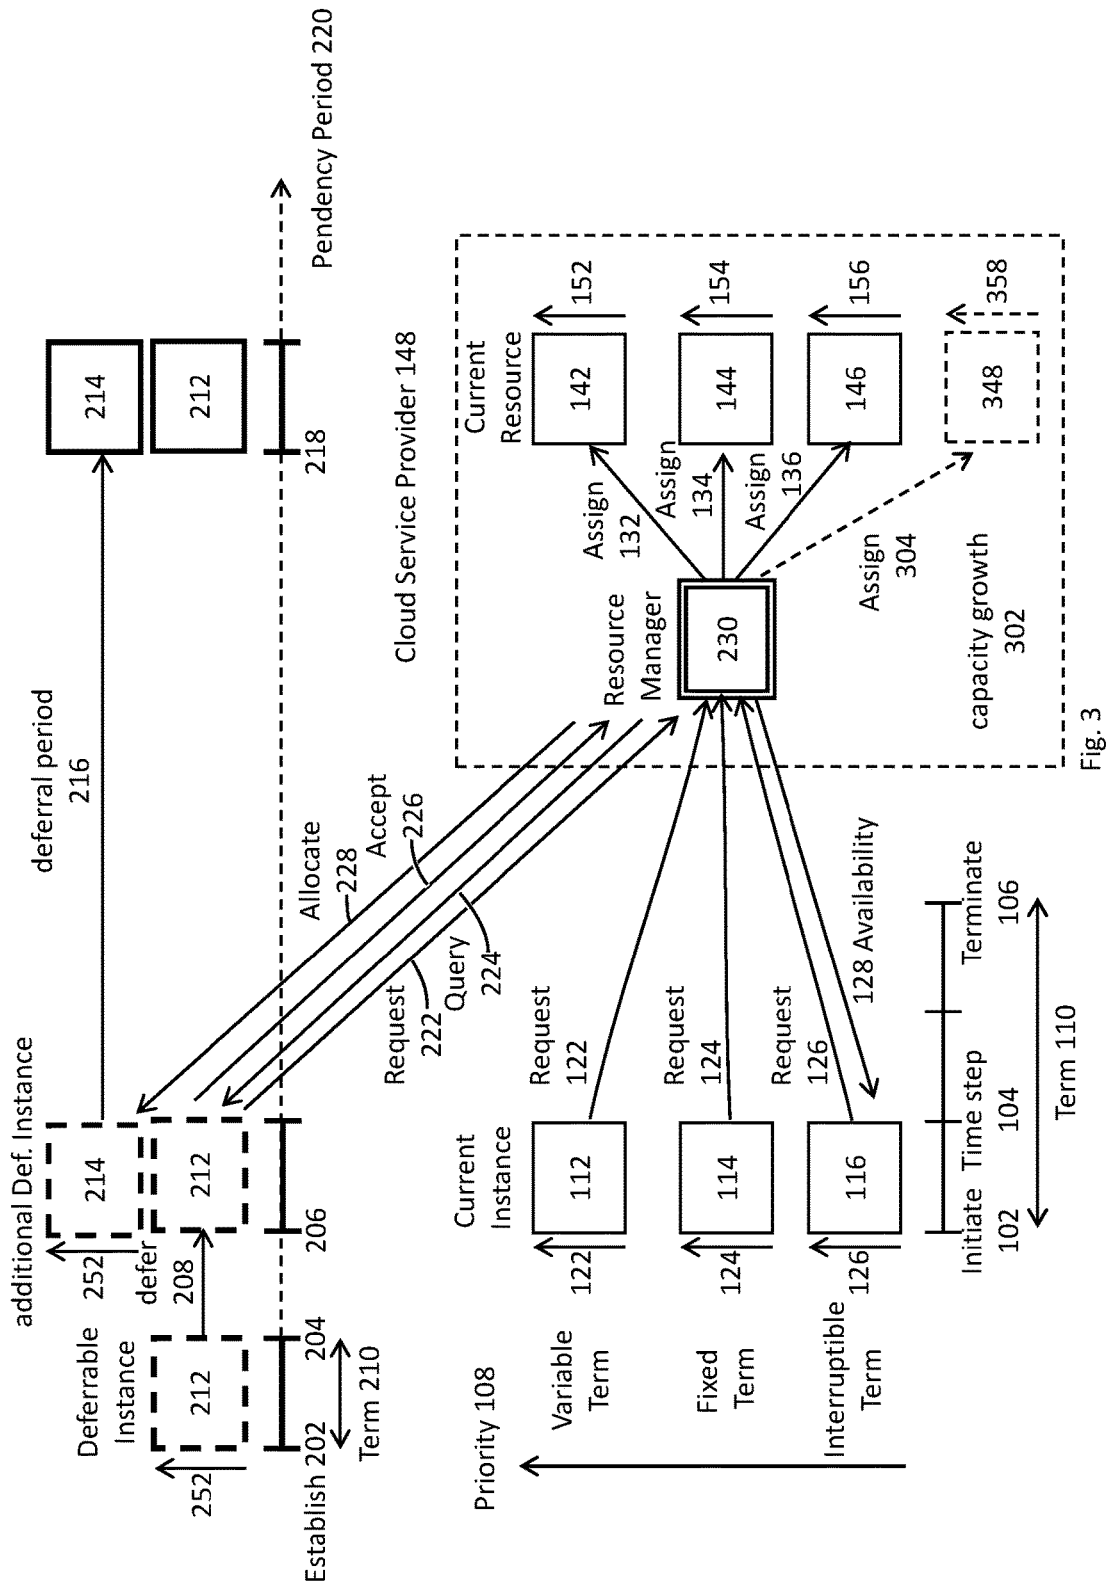 additional Def. Instance
Deferrable
Instance
252
212
252
defer
208
214
212
deferral period
216
214
212
Establish 202
204
206
218
Pendency Period 220
Term 210
Allocate
228
Accept
226
Request
222
Query
224
Cloud Service Provider 148
Priority 108
Variable
Term
122
Current
Instance
112
Request
122
Resource
Manager
230
Assign
132
Current
Resource
142
152
Fixed
Term
124
114
Request
124
Assign
134
144
154
Interruptible
Term
126
116
Request
126
128 Availability
Assign
136
146
156
Assign
304
348
358
capacity growth
302
Initiate
102
Time step
104
Terminate
106
Term 110
Fig. 3